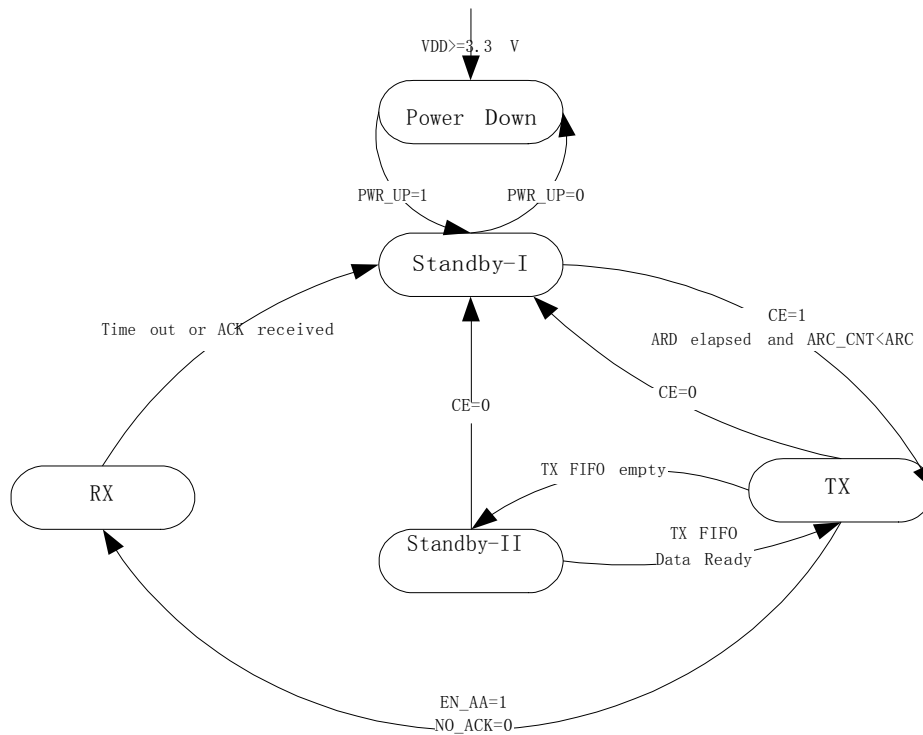 VDD>=3.3 V
Power Down
PWR_UP=1
PWR_UP=0
Standby-I
CE=1
Time out or ACK received
ARD elapsed and ARC_CNT<ARC
CE=0
CE=0
TX FIFO empty
RX
TX
TX FIFO
Data Ready
Standby-II
EN_AA=1
NO_ACK=0